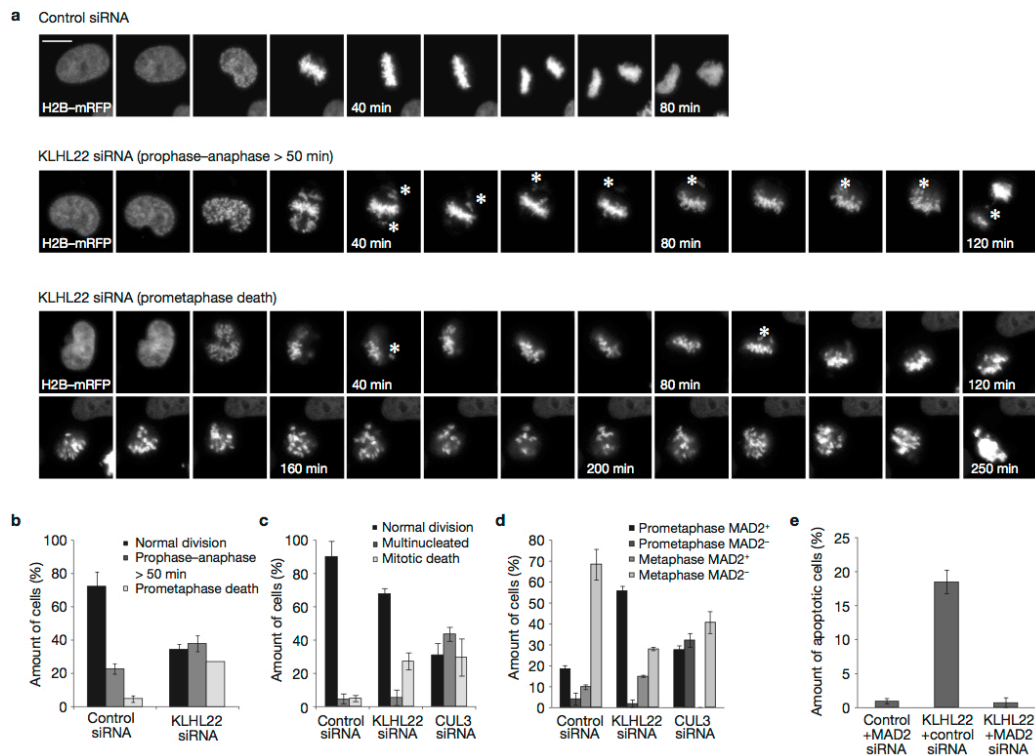 a
Control siRNA
H2B–mRFP
40 min
80 min
KLHL22 siRNA (prophase–anaphase > 50 min)
*
*
*
*
*
*
*
*
*
H2B–mRFP
40 min
80 min
120 min
KLHL22 siRNA (prometaphase death)
*
*
H2B–mRFP
40 min
80 min
120 min
160 min
200 min
250 min
b
Amount of cells (%)
100
80
60
40
20
0
Normal division
Prophase–anaphase
> 50 min
Prometaphase death
Control
siRNA
KLHL22
siRNA
c
Amount of cells (%)
100
80
60
40
20
0
Normal division
Multinucleated
Mitotic death
Control
siRNA
KLHL22
siRNA
CUL3
siRNA
d
Amount of cells (%)
80
70
60
50
40
30
20
10
0
Prometaphase MAD2⁺
Prometaphase MAD2⁻
Metaphase MAD2⁺
Metaphase MAD2⁻
Control
siRNA
KLHL22
siRNA
CUL3
siRNA
e
Amount of apoptotic cells (%)
25
20
15
10
5
0
Control
+MAD2
siRNA
KLHL22
+control
siRNA
KLHL22
+MAD2
siRNA